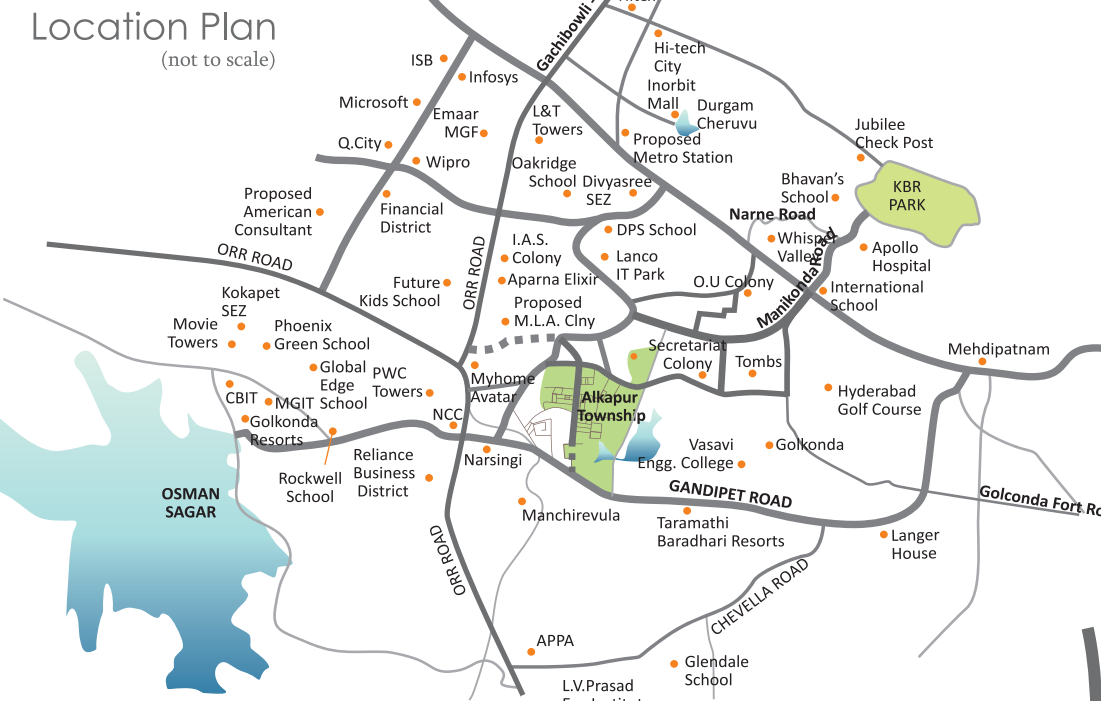 Location Plan
(not to scale)
Gachibowli -
Hi-tech
City
Inorbit
Mall
Durgam
Cheruvu
ISB
Infosys
Microsoft
Emaar
MGF
L&T
Towers
Proposed
Metro Station
Jubilee
Check Post
Q.City
Wipro
Oakridge
School
Divyasree
SEZ
Bhavan's
School
KBR
PARK
Proposed
American
Consultant
Financial
District
Narne Road
DPS School
Whisper
Valley
Manikonda Road
Apollo
Hospital
ORR ROAD
ORR ROAD
I.A.S.
Colony
Lanco
IT Park
Future
Kids School
Aparna Elixir
O.U Colony
International
School
Kokapet
SEZ
Proposed
M.L.A. Clny
Movie
Towers
Phoenix
Green School
Secretariat
Colony
Tombs
Mehdipatnam
Global
Edge
School
PWC
Towers
Myhome
Avatar
CBIT
MGIT
Alkapur
Township
Hyderabad
Golf Course
Golkonda
Resorts
NCC
Narsingi
Vasavi
Engg. College
Golkonda
Rockwell
School
Reliance
Business
District
OSMAN
SAGAR
GANDIPET ROAD
Golconda Fort Ro
Manchirevula
Taramathi
Baradhari Resorts
Langer
House
ORR ROAD
CHEVELLA ROAD
APPA
Glendale
School
L.V.Prasad